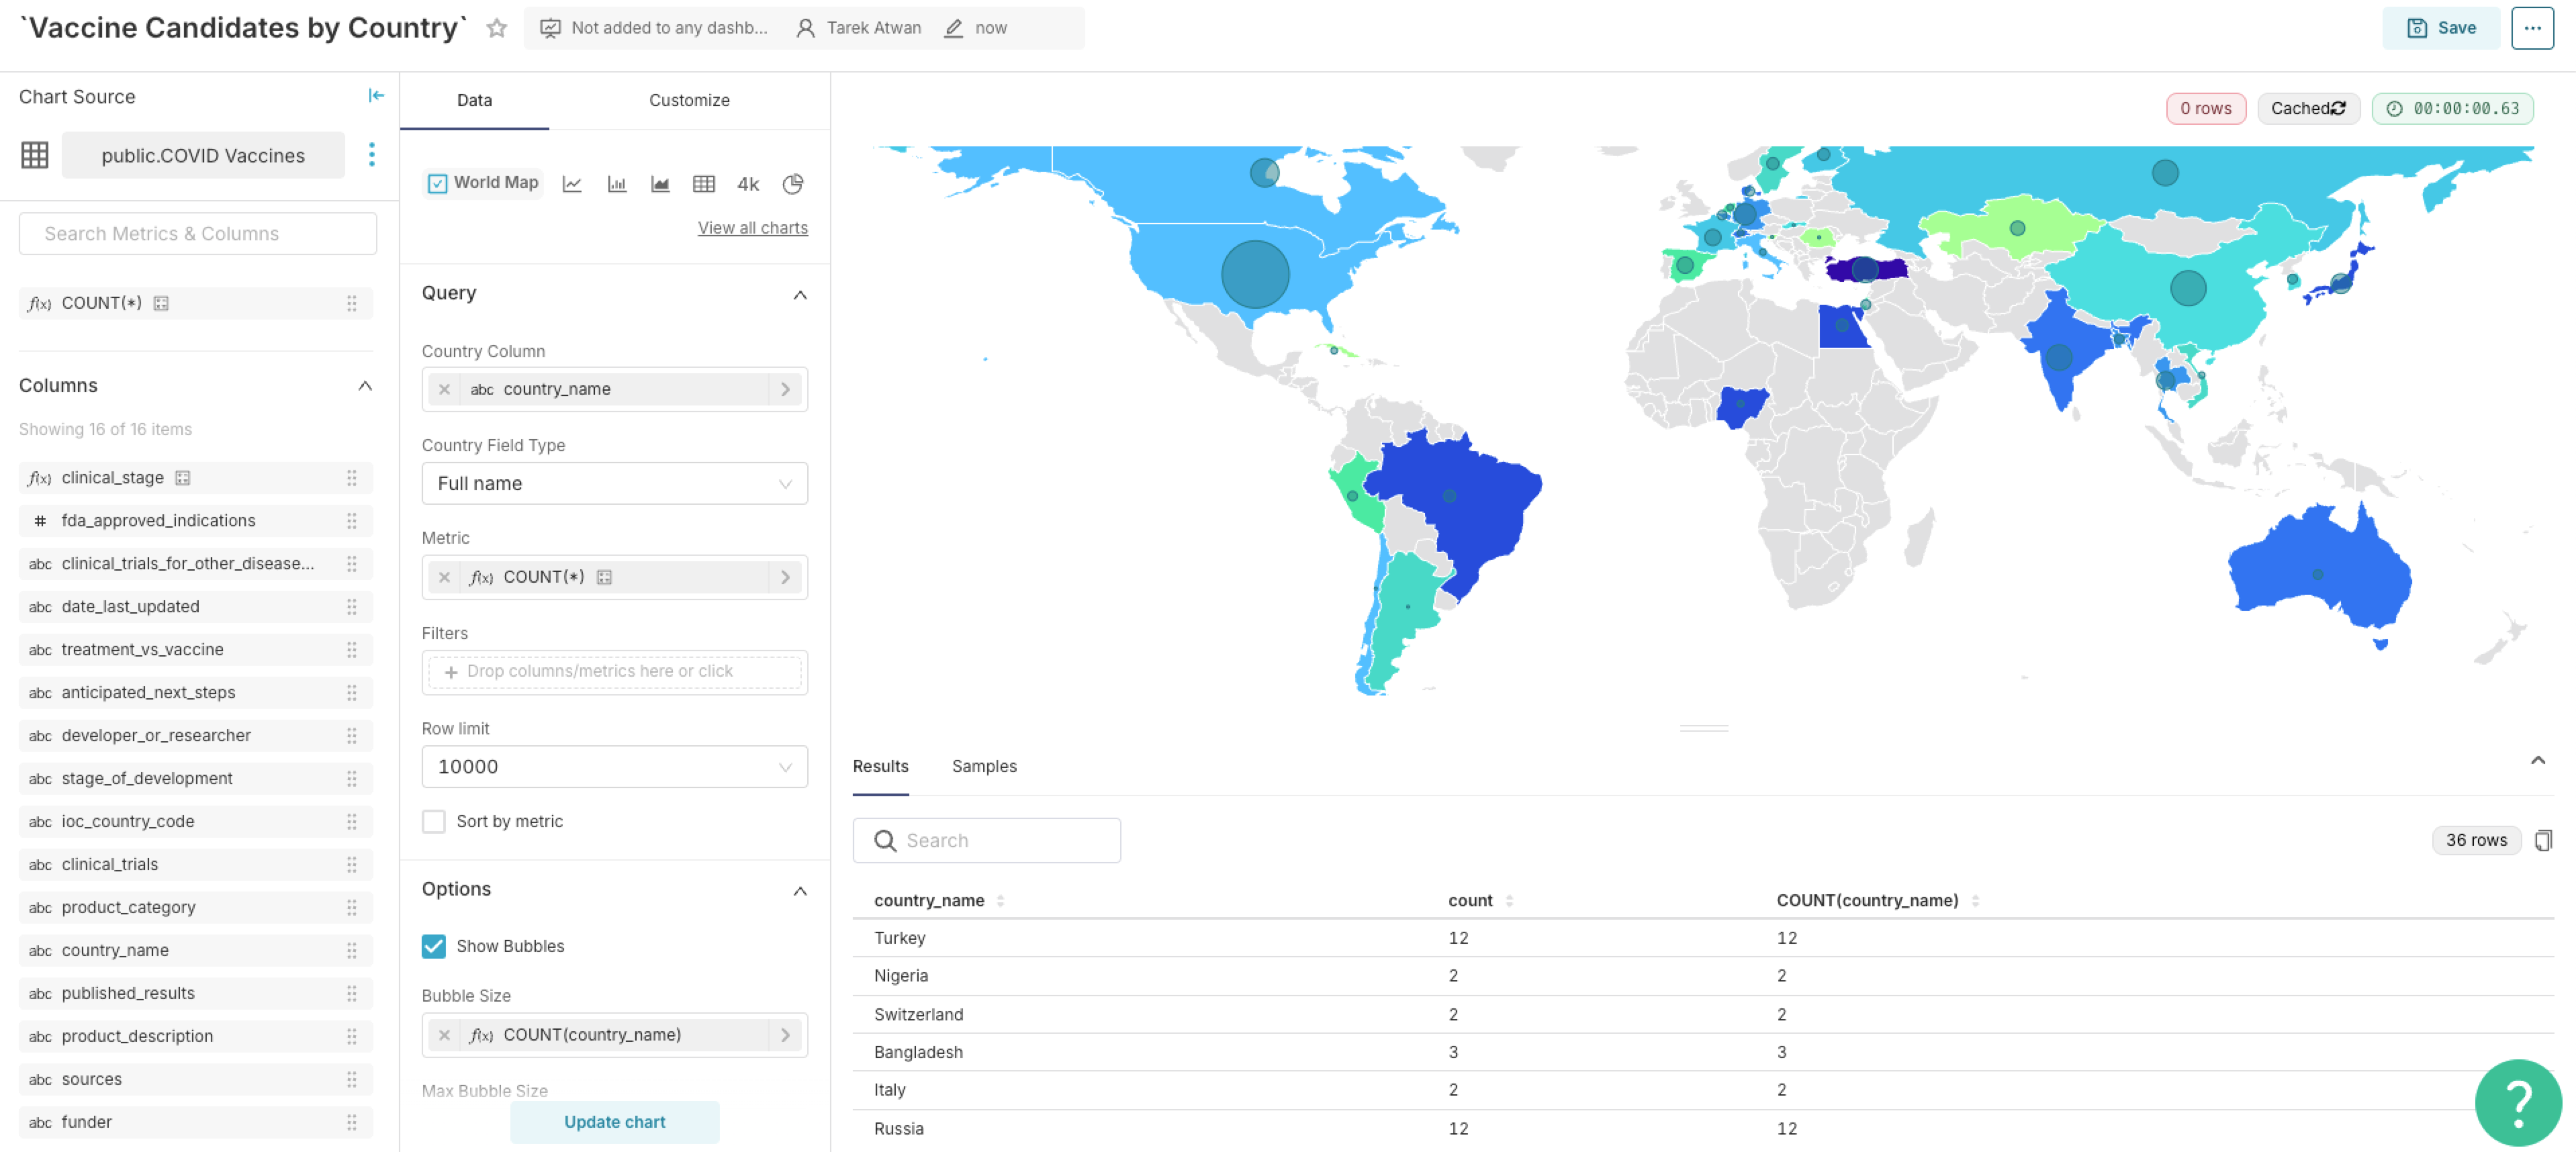 `Vaccine Candidates by Country`
Not added to any dashb...
Tarek Atwan
now
Save
...
Chart Source
public.COVID Vaccines
Search Metrics & Columns
f(x) COUNT(*)
Columns
Showing 16 of 16 items
f(x) clinical_stage
# fda_approved_indications
abc clinical_trials_for_other_disease...
abc date_last_updated
abc treatment_vs_vaccine
abc anticipated_next_steps
abc developer_or_researcher
abc stage_of_development
abc ioc_country_code
abc clinical_trials
abc product_category
abc country_name
abc published_results
abc product_description
abc sources
abc funder
Data Customize
World Map 4k
View all charts
Query
Country Column
abc country_name
Country Field Type
Full name
Metric
f(x) COUNT(*)
Filters
+ Drop columns/metrics here or click
Row limit
10000
Sort by metric
Options
Show Bubbles
Bubble Size
f(x) COUNT(country_name)
Max Bubble Size
Update chart
0 rows Cached 00:00:00.63
Results Samples
Search
36 rows
country_name count COUNT(country_name)
Turkey 12 12
Nigeria 2 2
Switzerland 2 2
Bangladesh 3 3
Italy 2 2
Russia 12 12
?